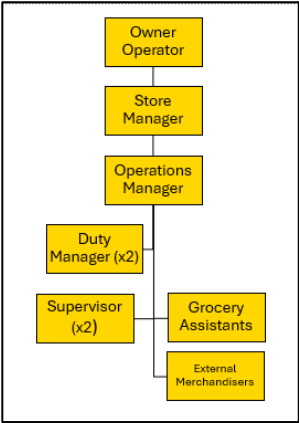 Owner
Operator
Store
Manager
Operations
Manager
Duty
Manager (x2)
Supervisor
(x2)
Grocery
Assistants
External
Merchandisers